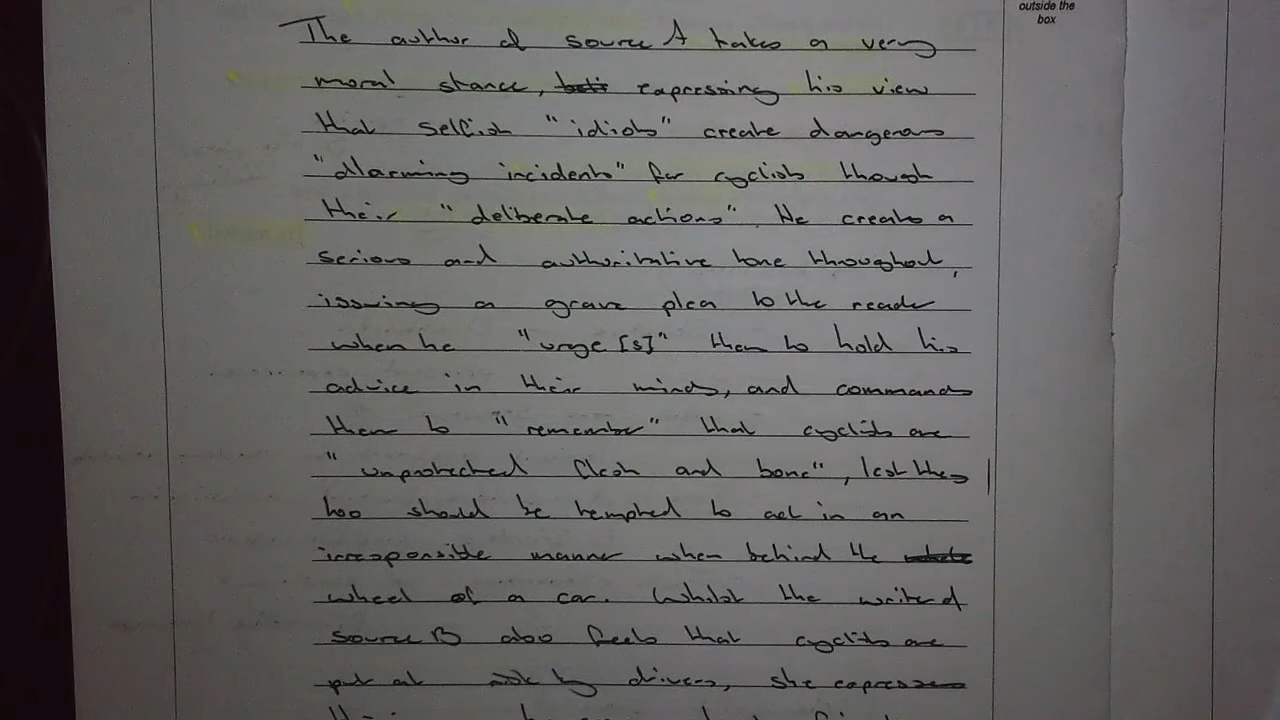 outside the
box
The author of source A takes a very
moral stance, expressing his view
that selfish "idiots" create dangerous
"alarming incidents" for cyclists though
their "deliberate actions". He creates a
serious and authoritative tone throughout,
issuing a grave plea to the reader
when he "urge[s]" them to hold his
advice in their minds, and commands
them to "remember" that cyclists are
"unprotected flesh and bone", lest they
too should be tempted to act in an
irresponsible manner when behind the
wheel of a car. Whilst the writer of
source B also feels that cyclists are
put at risk by drivers, she expresses